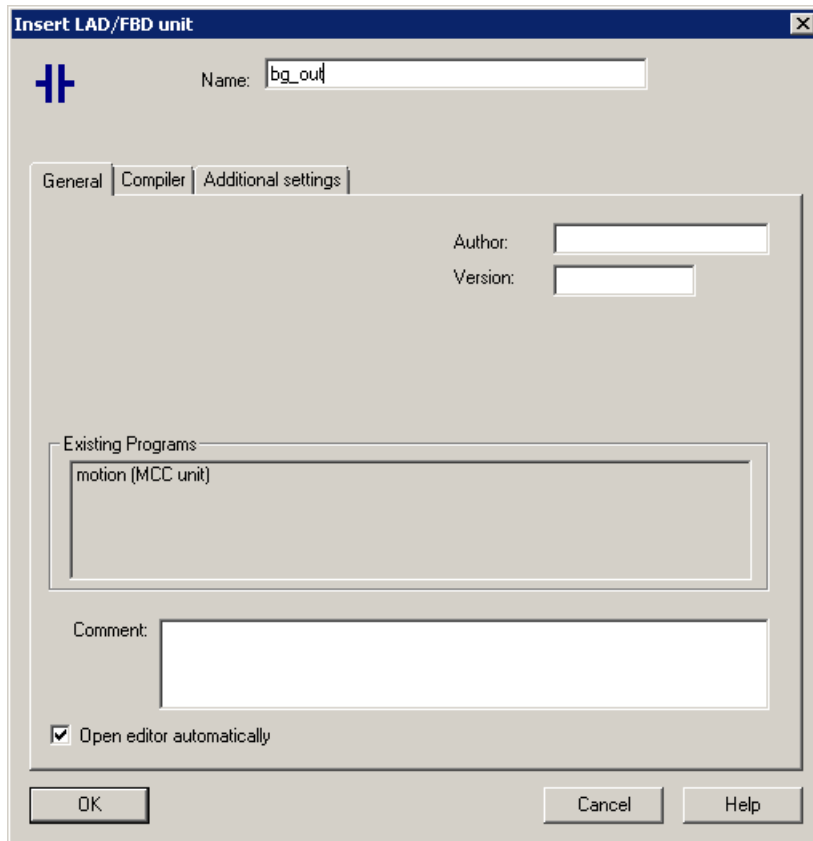 Insert LAD/FBD unit
Name: bg_out
General Compiler Additional settings
Author:
Version:
Existing Programs
motion (MCC unit)
Comment:
Open editor automatically
OK Cancel Help